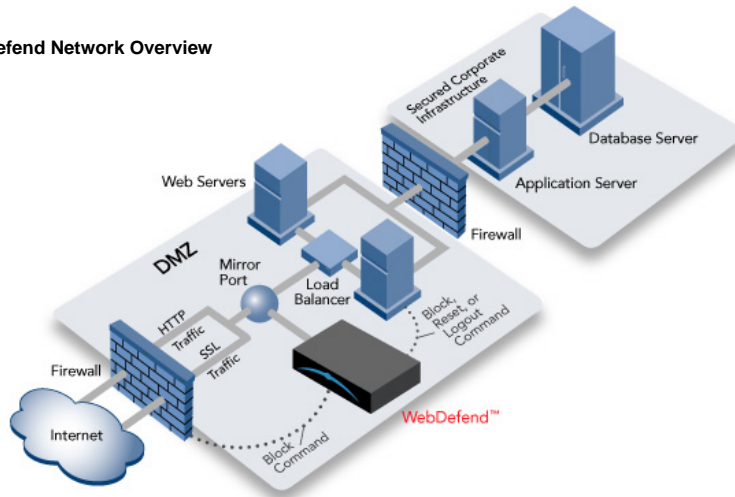 efend Network Overview
Secured Corporate
Infrastructure
Database Server
Application Server
Firewall
Web Servers
DMZ
Mirror
Port
Load
Balancer
HTTP
Traffic
SSL
Traffic
Block,
Reset, or
Logout
Command
Firewall
Internet
WebDefend™
Block
Command